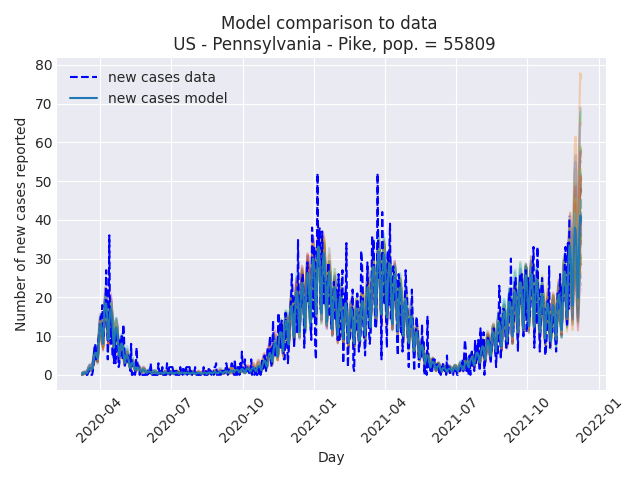 Model comparison to data
US - Pennsylvania - Pike, pop. = 55809
new cases data
new cases model
Number of new cases reported
80
70
60
50
40
30
20
10
0
2020-04
2020-07
2020-10
2021-01
2021-04
2021-07
2021-10
2022-01
Day